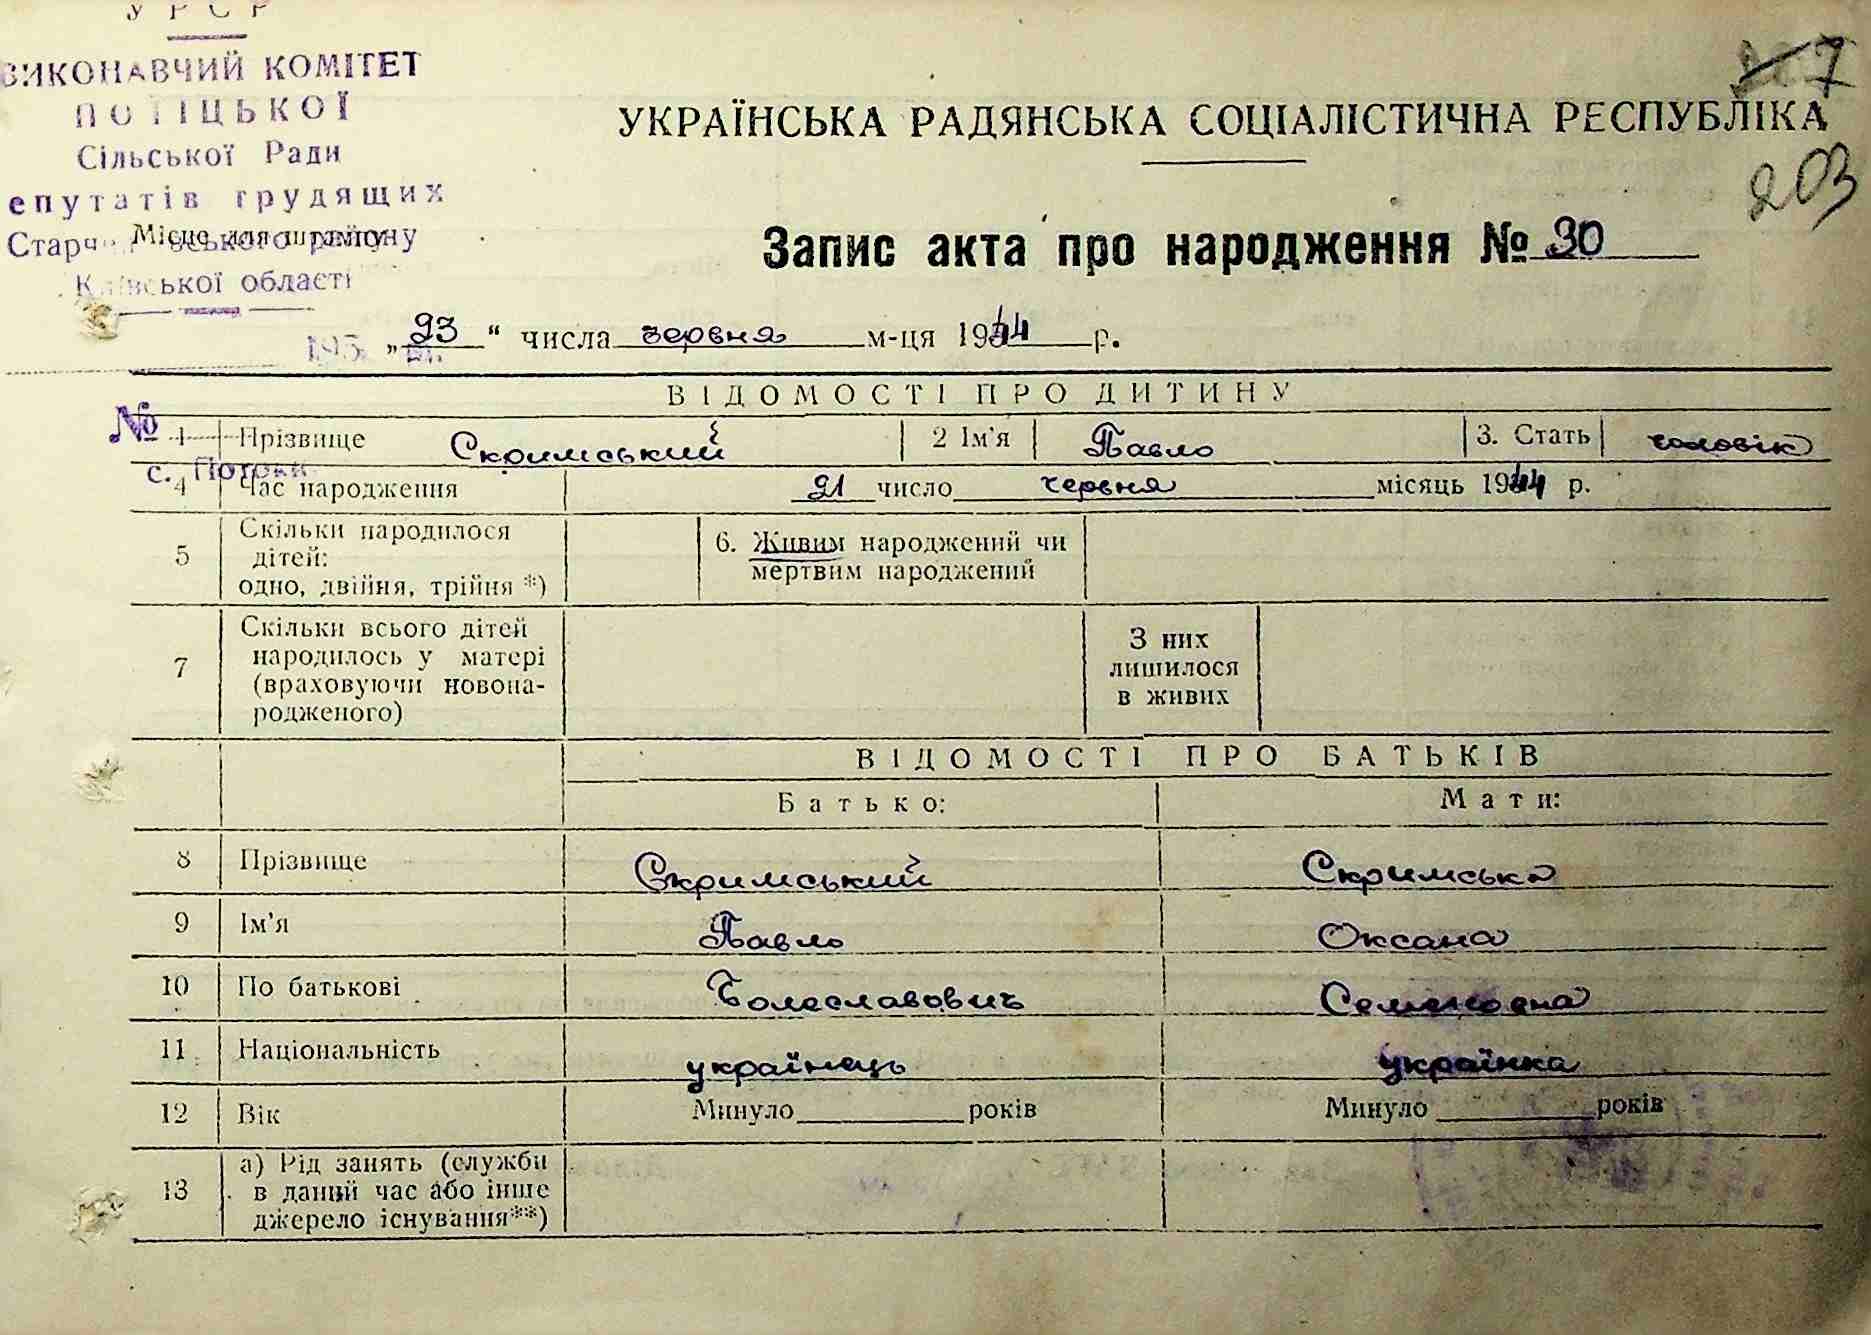 УРСР
ВИКОНАВЧИЙ КОМІТЕТ
ПОТІЦЬКОЇ
Сільської Ради
епутатів трудящих
Місце для штампу
Київської області
195
№
с. Потоки
7
203
УКРАЇНСЬКА РАДЯНСЬКА СОЦІАЛІСТИЧНА РЕСПУБЛІКА
Запис акта про народження № 30
„23“ числа червня м-ця 1944 р.
ВІДОМОСТІ ПРО ДИТИНУ
1 Прізвище Скримський 2 Ім'я Павло 3. Стать чоловік
4 Час народження 21 число червня місяць 1944 р.
5 Скільки народилося дітей: одно, двійня, трійня *) 6. Живим народжений чи мертвим народжений
7 Скільки всього дітей народилось у матері (враховуючи новонародженого) З них лишилося в живих
ВІДОМОСТІ ПРО БАТЬКІВ
Батько: Мати:
8 Прізвище Скримський Скримська
9 Ім'я Павло Оксана
10 По батькові Болеславович Семеновна
11 Національність українець українка
12 Вік Минуло років Минуло років
13 а) Рід занять (служби в даний час або інше джерело існування**)